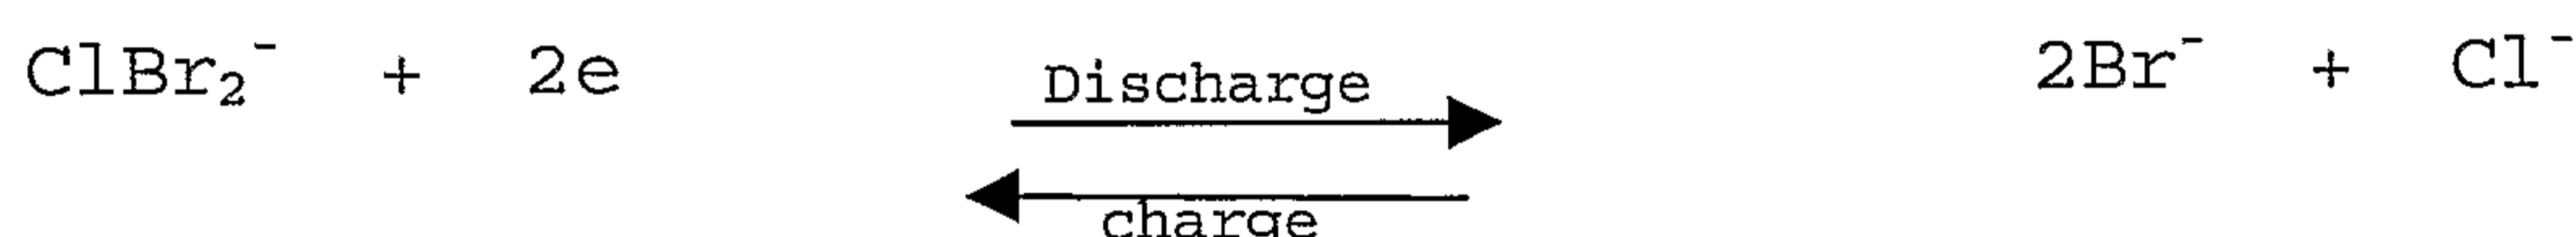 ClBr₂⁻ + 2e Discharge 2Br⁻ + Cl⁻
charge